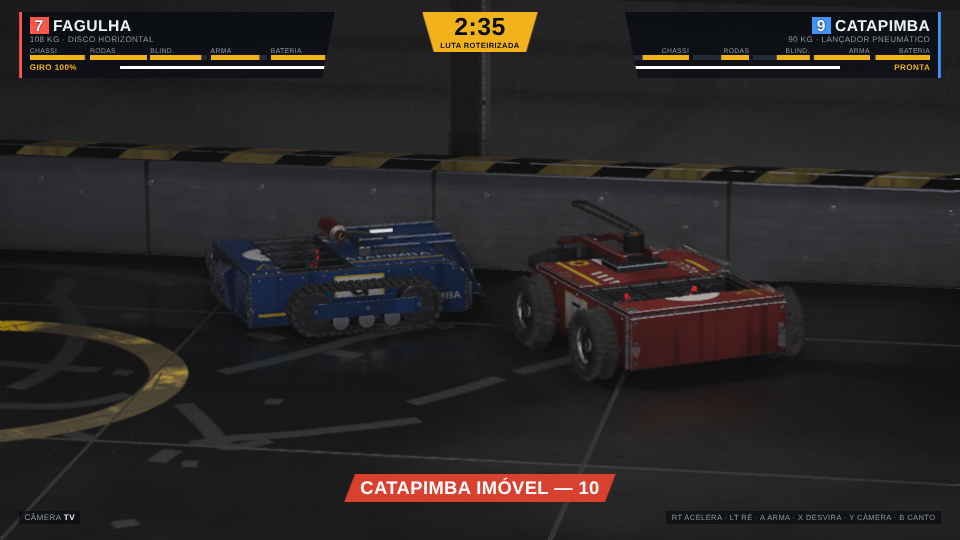 7 FAGULHA
108 KG · DISCO HORIZONTAL
CHASSI RODAS BLIND. ARMA BATERIA
GIRO 100%
2:35
LUTA ROTEIRIZADA
9 CATAPIMBA
90 KG · LANÇADOR PNEUMÁTICO
CHASSI RODAS BLIND. ARMA BATERIA
PRONTA
CATAPIMBA IMÓVEL — 10
CÂMERA TV
RT ACELERA · LT RÉ · A ARMA · X DESVIRA · Y CÂMERA · B CANTO